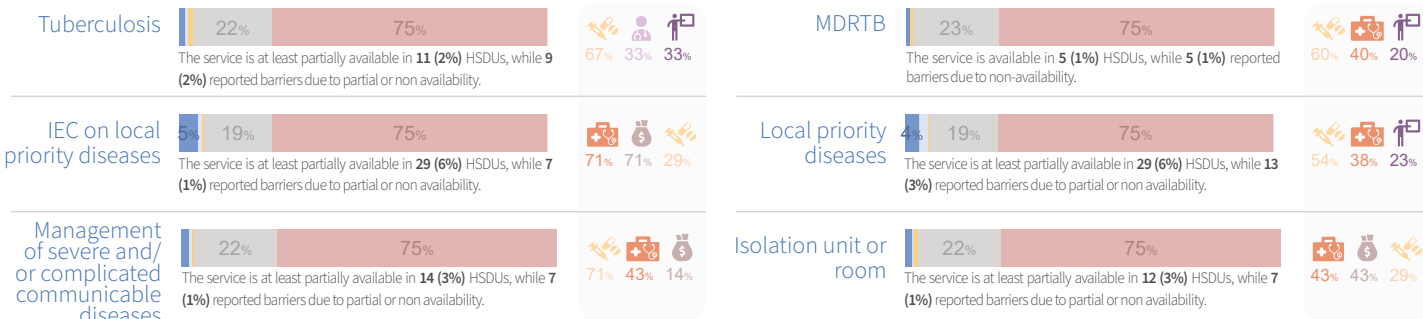 Tuberculosis
22% 75%
The service is at least partially available in 11 (2%) HSDUs, while 9
(2%) reported barriers due to partial or non availability.
67% 33% 33%
MDRTB
23% 75%
The service is available in 5 (1%) HSDUs, while 5 (1%) reported
barriers due to non-availability.
60% 40% 20%
IEC on local
priority diseases
5% 19% 75%
The service is at least partially available in 29 (6%) HSDUs, while 7
(1%) reported barriers due to partial or non availability.
71% 71% 29%
Local priority
diseases
4% 19% 75%
The service is at least partially available in 29 (6%) HSDUs, while 13
(3%) reported barriers due to partial or non availability.
54% 38% 23%
Management
of severe and/
or complicated
communicable
diseases
22% 75%
The service is at least partially available in 14 (3%) HSDUs, while 7
(1%) reported barriers due to partial or non availability.
71% 43% 14%
Isolation unit or
room
22% 75%
The service is at least partially available in 12 (3%) HSDUs, while 7
(1%) reported barriers due to partial or non availability.
43% 43% 29%